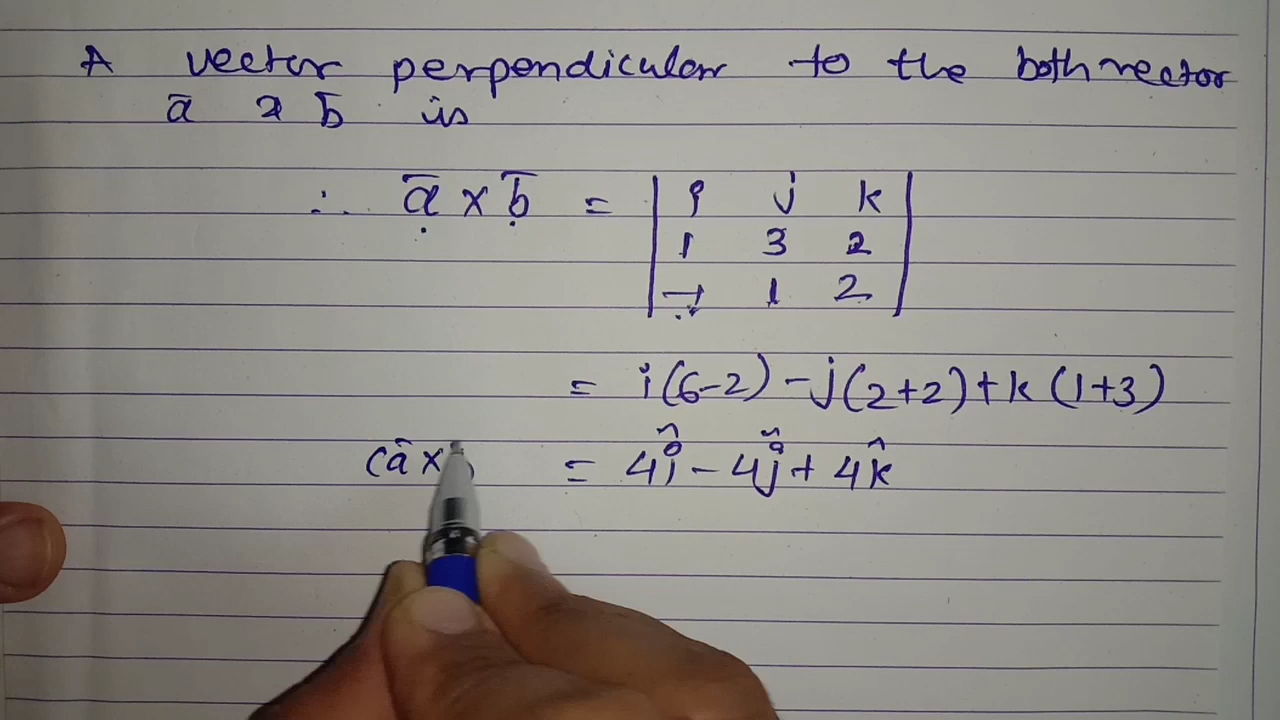 A vector perpendicular to the both vector
a̅ & b̅ is
∴ a̅ × b̅ = | i j k |
| 1 3 2 |
| -1 1 2 |
= i(6-2) - j(2+2) + k(1+3)
(a̅ × = 4î - 4ĵ + 4k̂